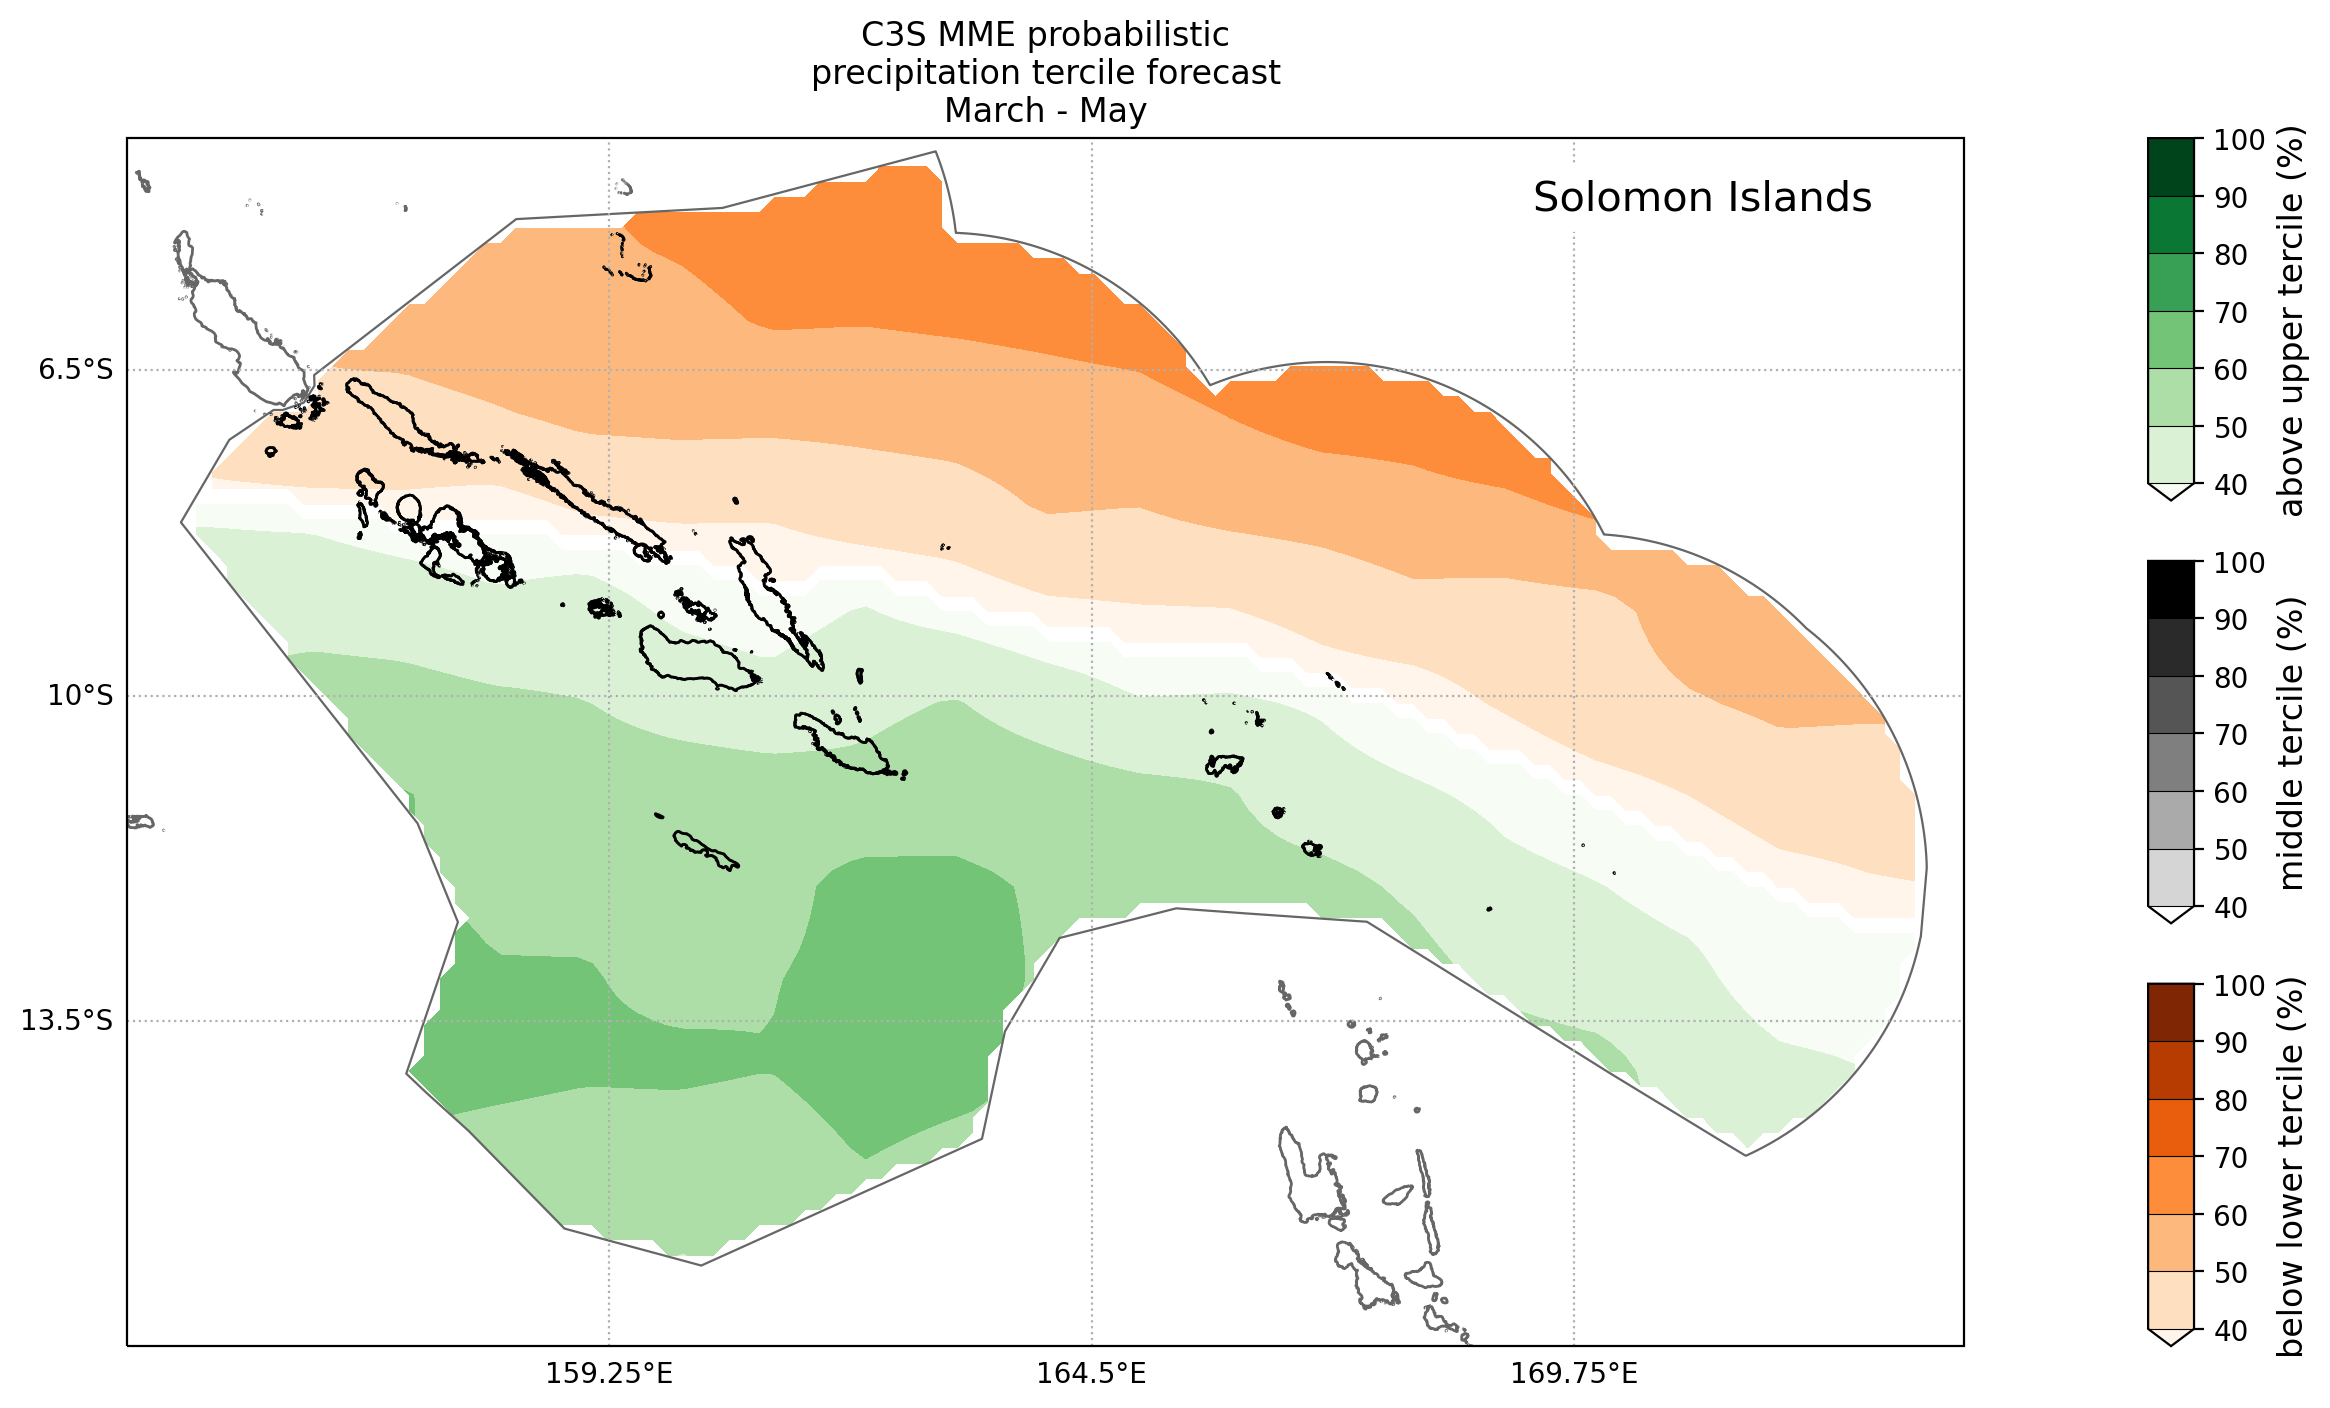 C3S MME probabilistic
precipitation tercile forecast
March - May
Solomon Islands
6.5°S
10°S
13.5°S
159.25°E
164.5°E
169.75°E
100
90
80
70
60
50
40
above upper tercile (%)
100
90
80
70
60
50
40
middle tercile (%)
100
90
80
70
60
50
40
below lower tercile (%)